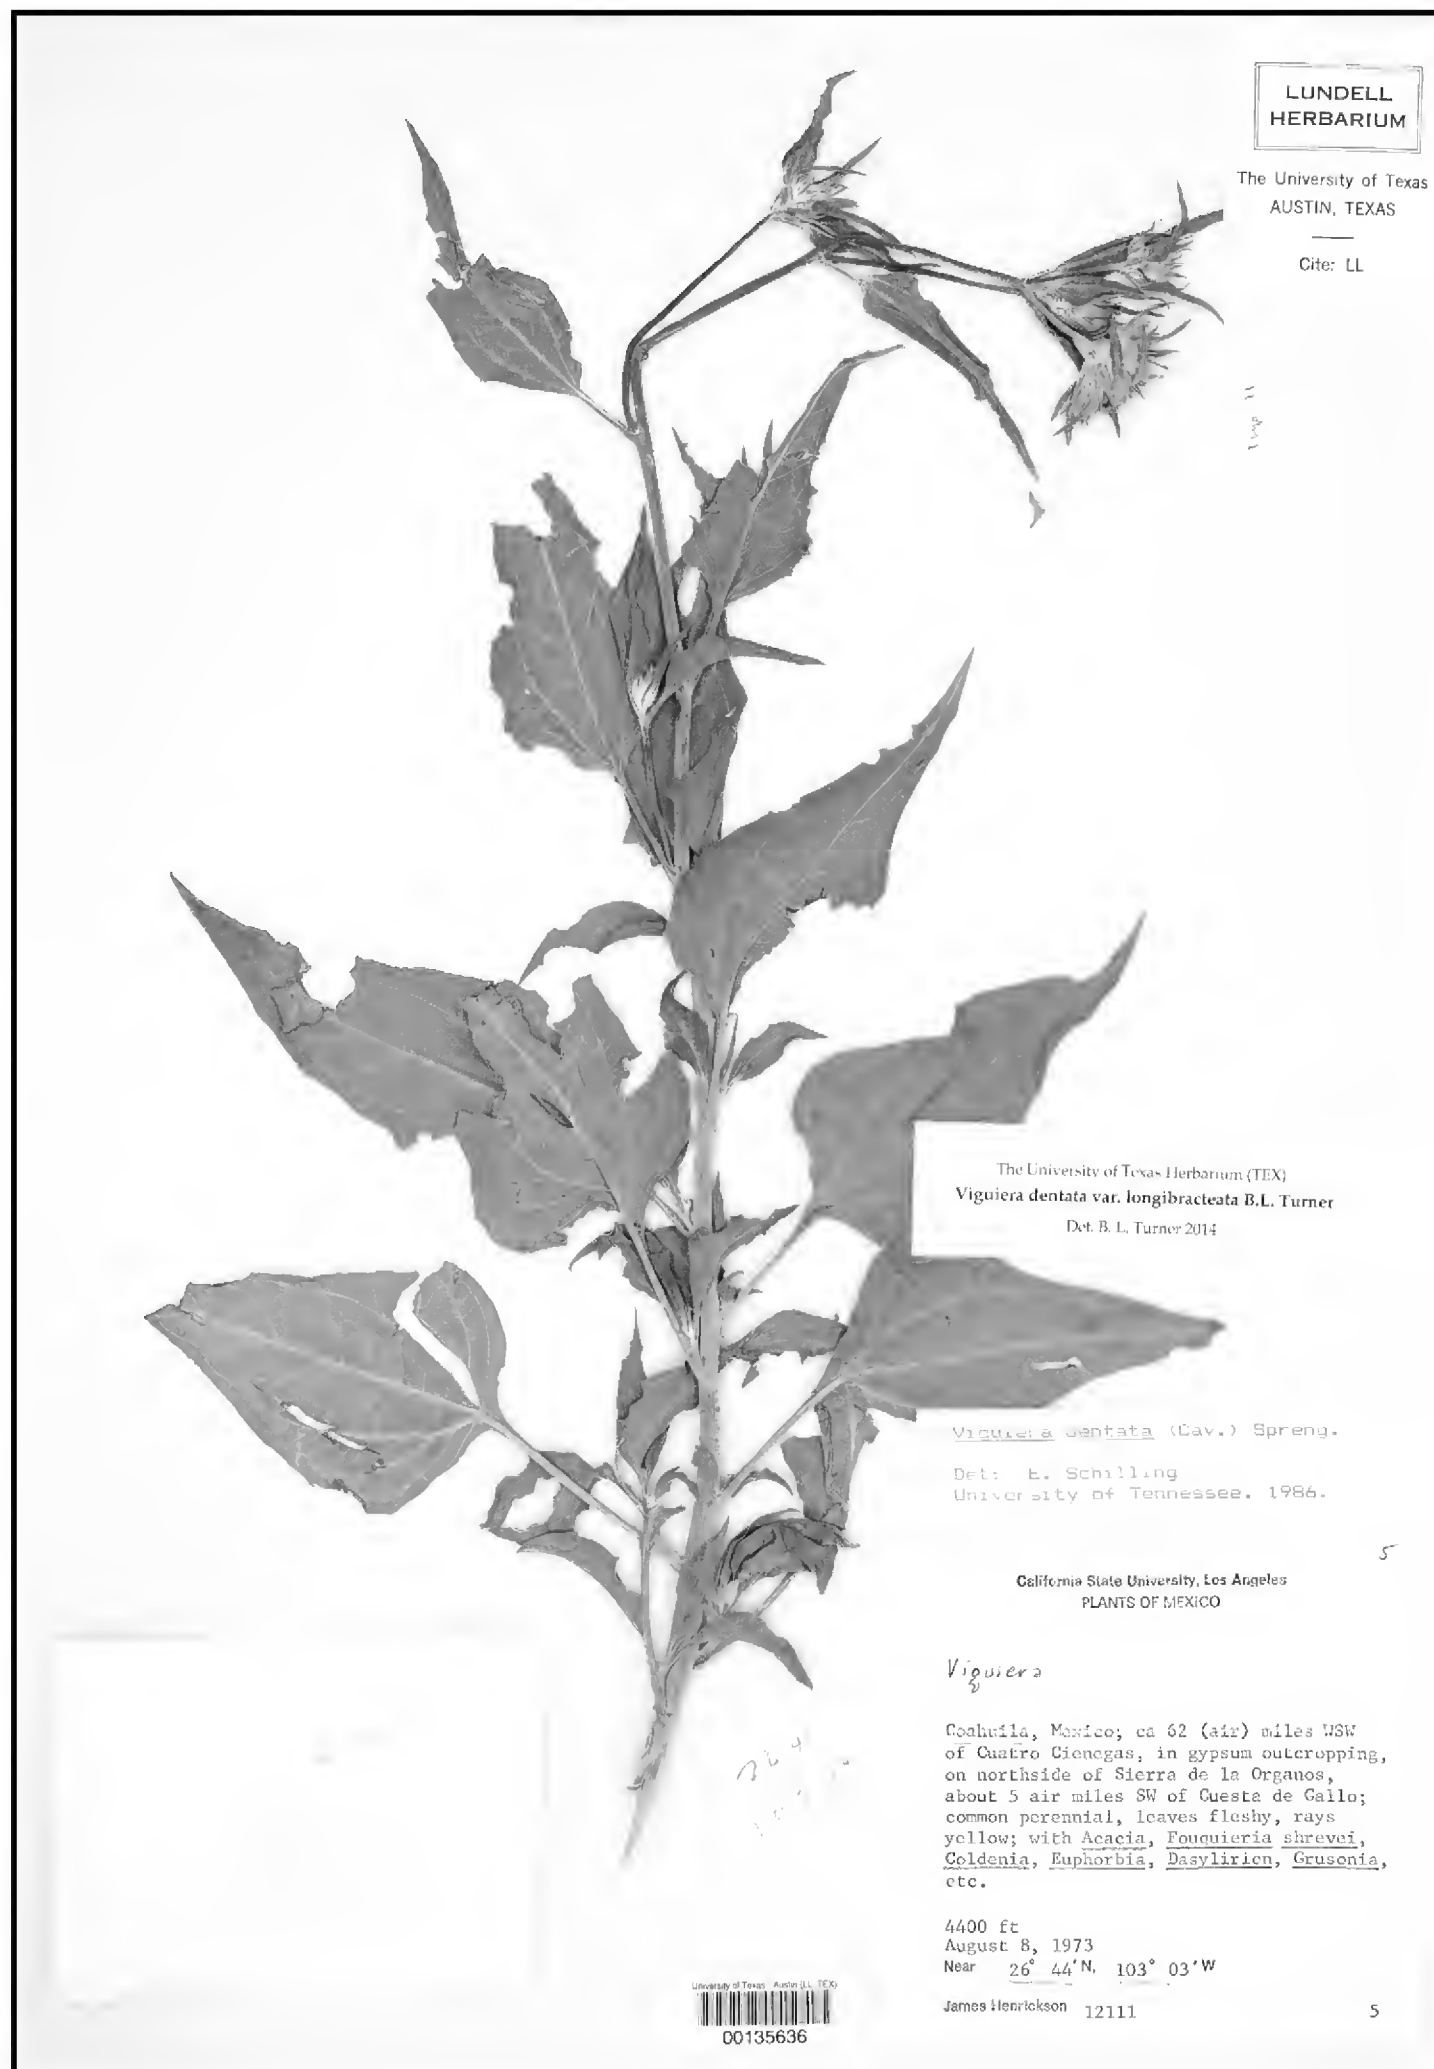 LUNDELL
HERBARIUM
The University of Texas
AUSTIN, TEXAS
Cite: LL
The University of Texas Herbarium (TEX)
Viguiera dentata var. longibracteata B.L. Turner
Det. B. L. Turner 2014
Viguiera dentata (Cav.) Spreng.
Det: E. Schilling
University of Tennessee. 1986.
5
California State University, Los Angeles
PLANTS OF MEXICO
Viguiera
Coahuila, Mexico; ca 62 (air) miles WSW
of Cuatro Cienegas, in gypsum outcropping,
on northside of Sierra de la Organos,
about 5 air miles SW of Cuesta de Gallo;
common perennial, leaves fleshy, rays
yellow; with Acacia, Fouquieria shrevei,
Coldenia, Euphorbia, Dasylirion, Grusonia,
etc.
4400 ft
August 8, 1973
Near 26° 44'N, 103° 03'W
James Henrickson 12111 5
University of Texas Austin (LL, TEX)
00135636